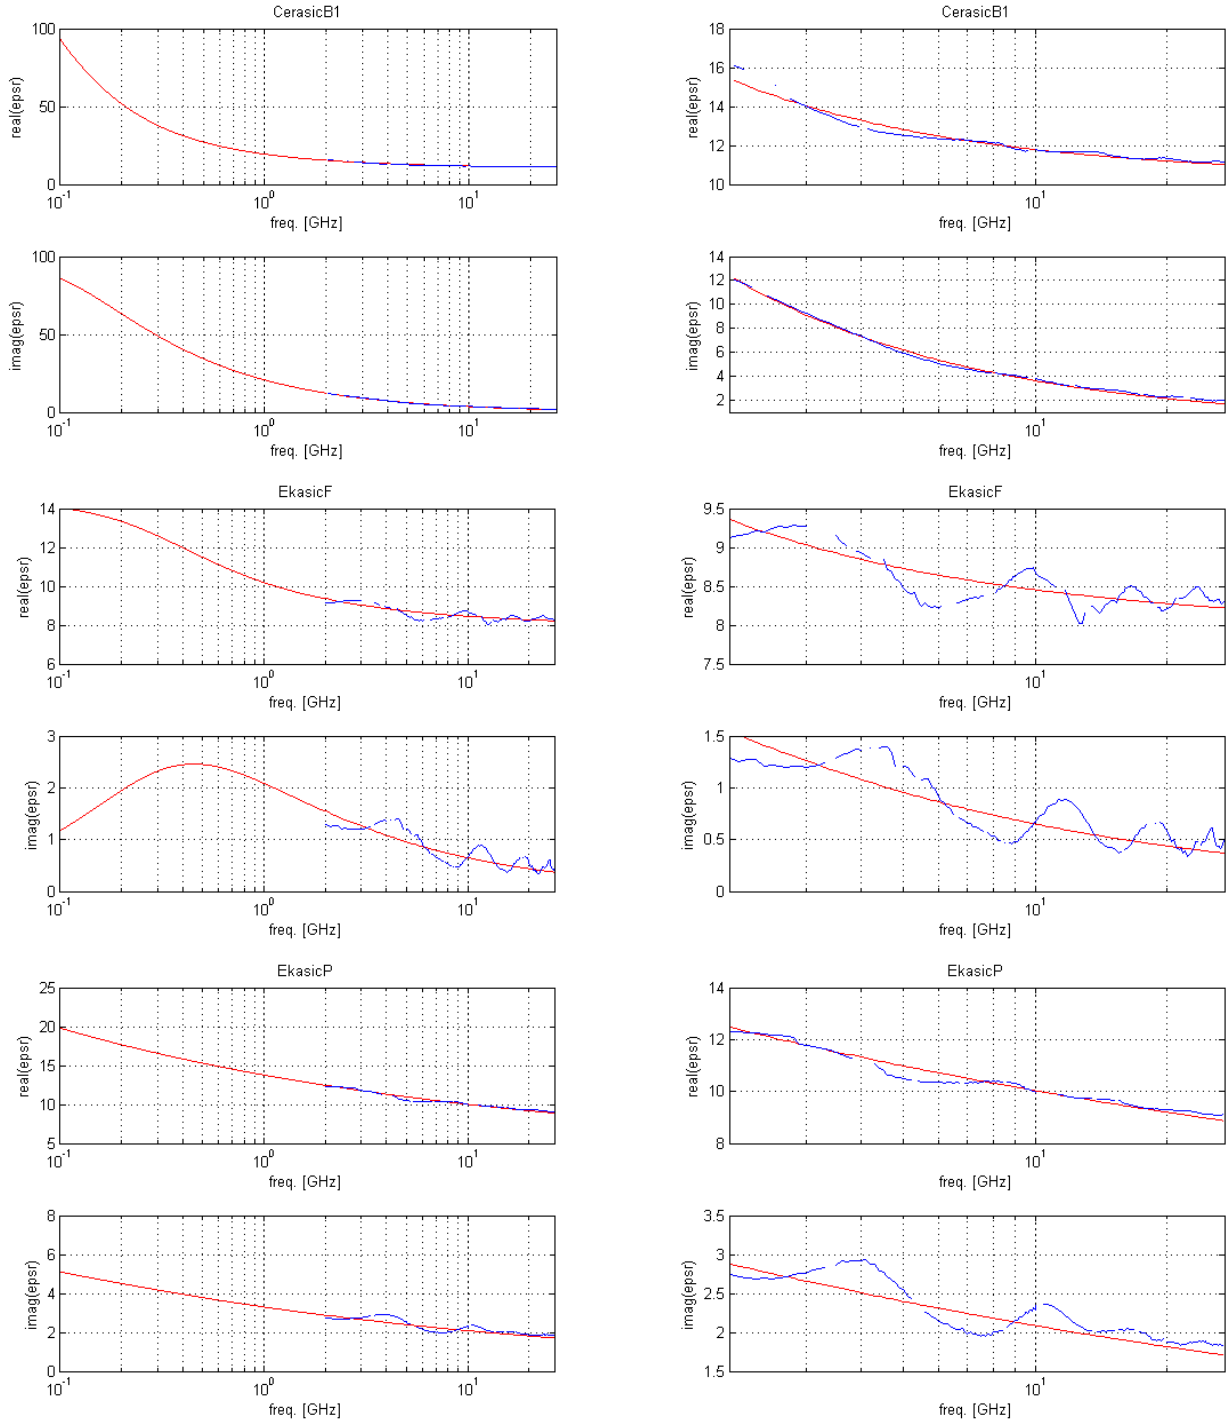 CerasicB1
100
50
0
real(epsr)
10^-1
10^0
10^1
freq. [GHz]
CerasicB1
18
16
14
12
10
real(epsr)
10^1
freq. [GHz]
100
50
0
imag(epsr)
10^-1
10^0
10^1
freq. [GHz]
14
12
10
8
6
4
2
imag(epsr)
10^1
freq. [GHz]
EkasicF
14
12
10
8
6
real(epsr)
10^-1
10^0
10^1
freq. [GHz]
EkasicF
9.5
9
8.5
8
7.5
real(epsr)
10^1
freq. [GHz]
3
2
1
0
imag(epsr)
10^-1
10^0
10^1
freq. [GHz]
1.5
1
0.5
0
imag(epsr)
10^1
freq. [GHz]
EkasicP
25
20
15
10
5
real(epsr)
10^-1
10^0
10^1
freq. [GHz]
EkasicP
14
12
10
8
real(epsr)
10^1
freq. [GHz]
8
6
4
2
0
imag(epsr)
10^-1
10^0
10^1
freq. [GHz]
3.5
3
2.5
2
1.5
imag(epsr)
10^1
freq. [GHz]